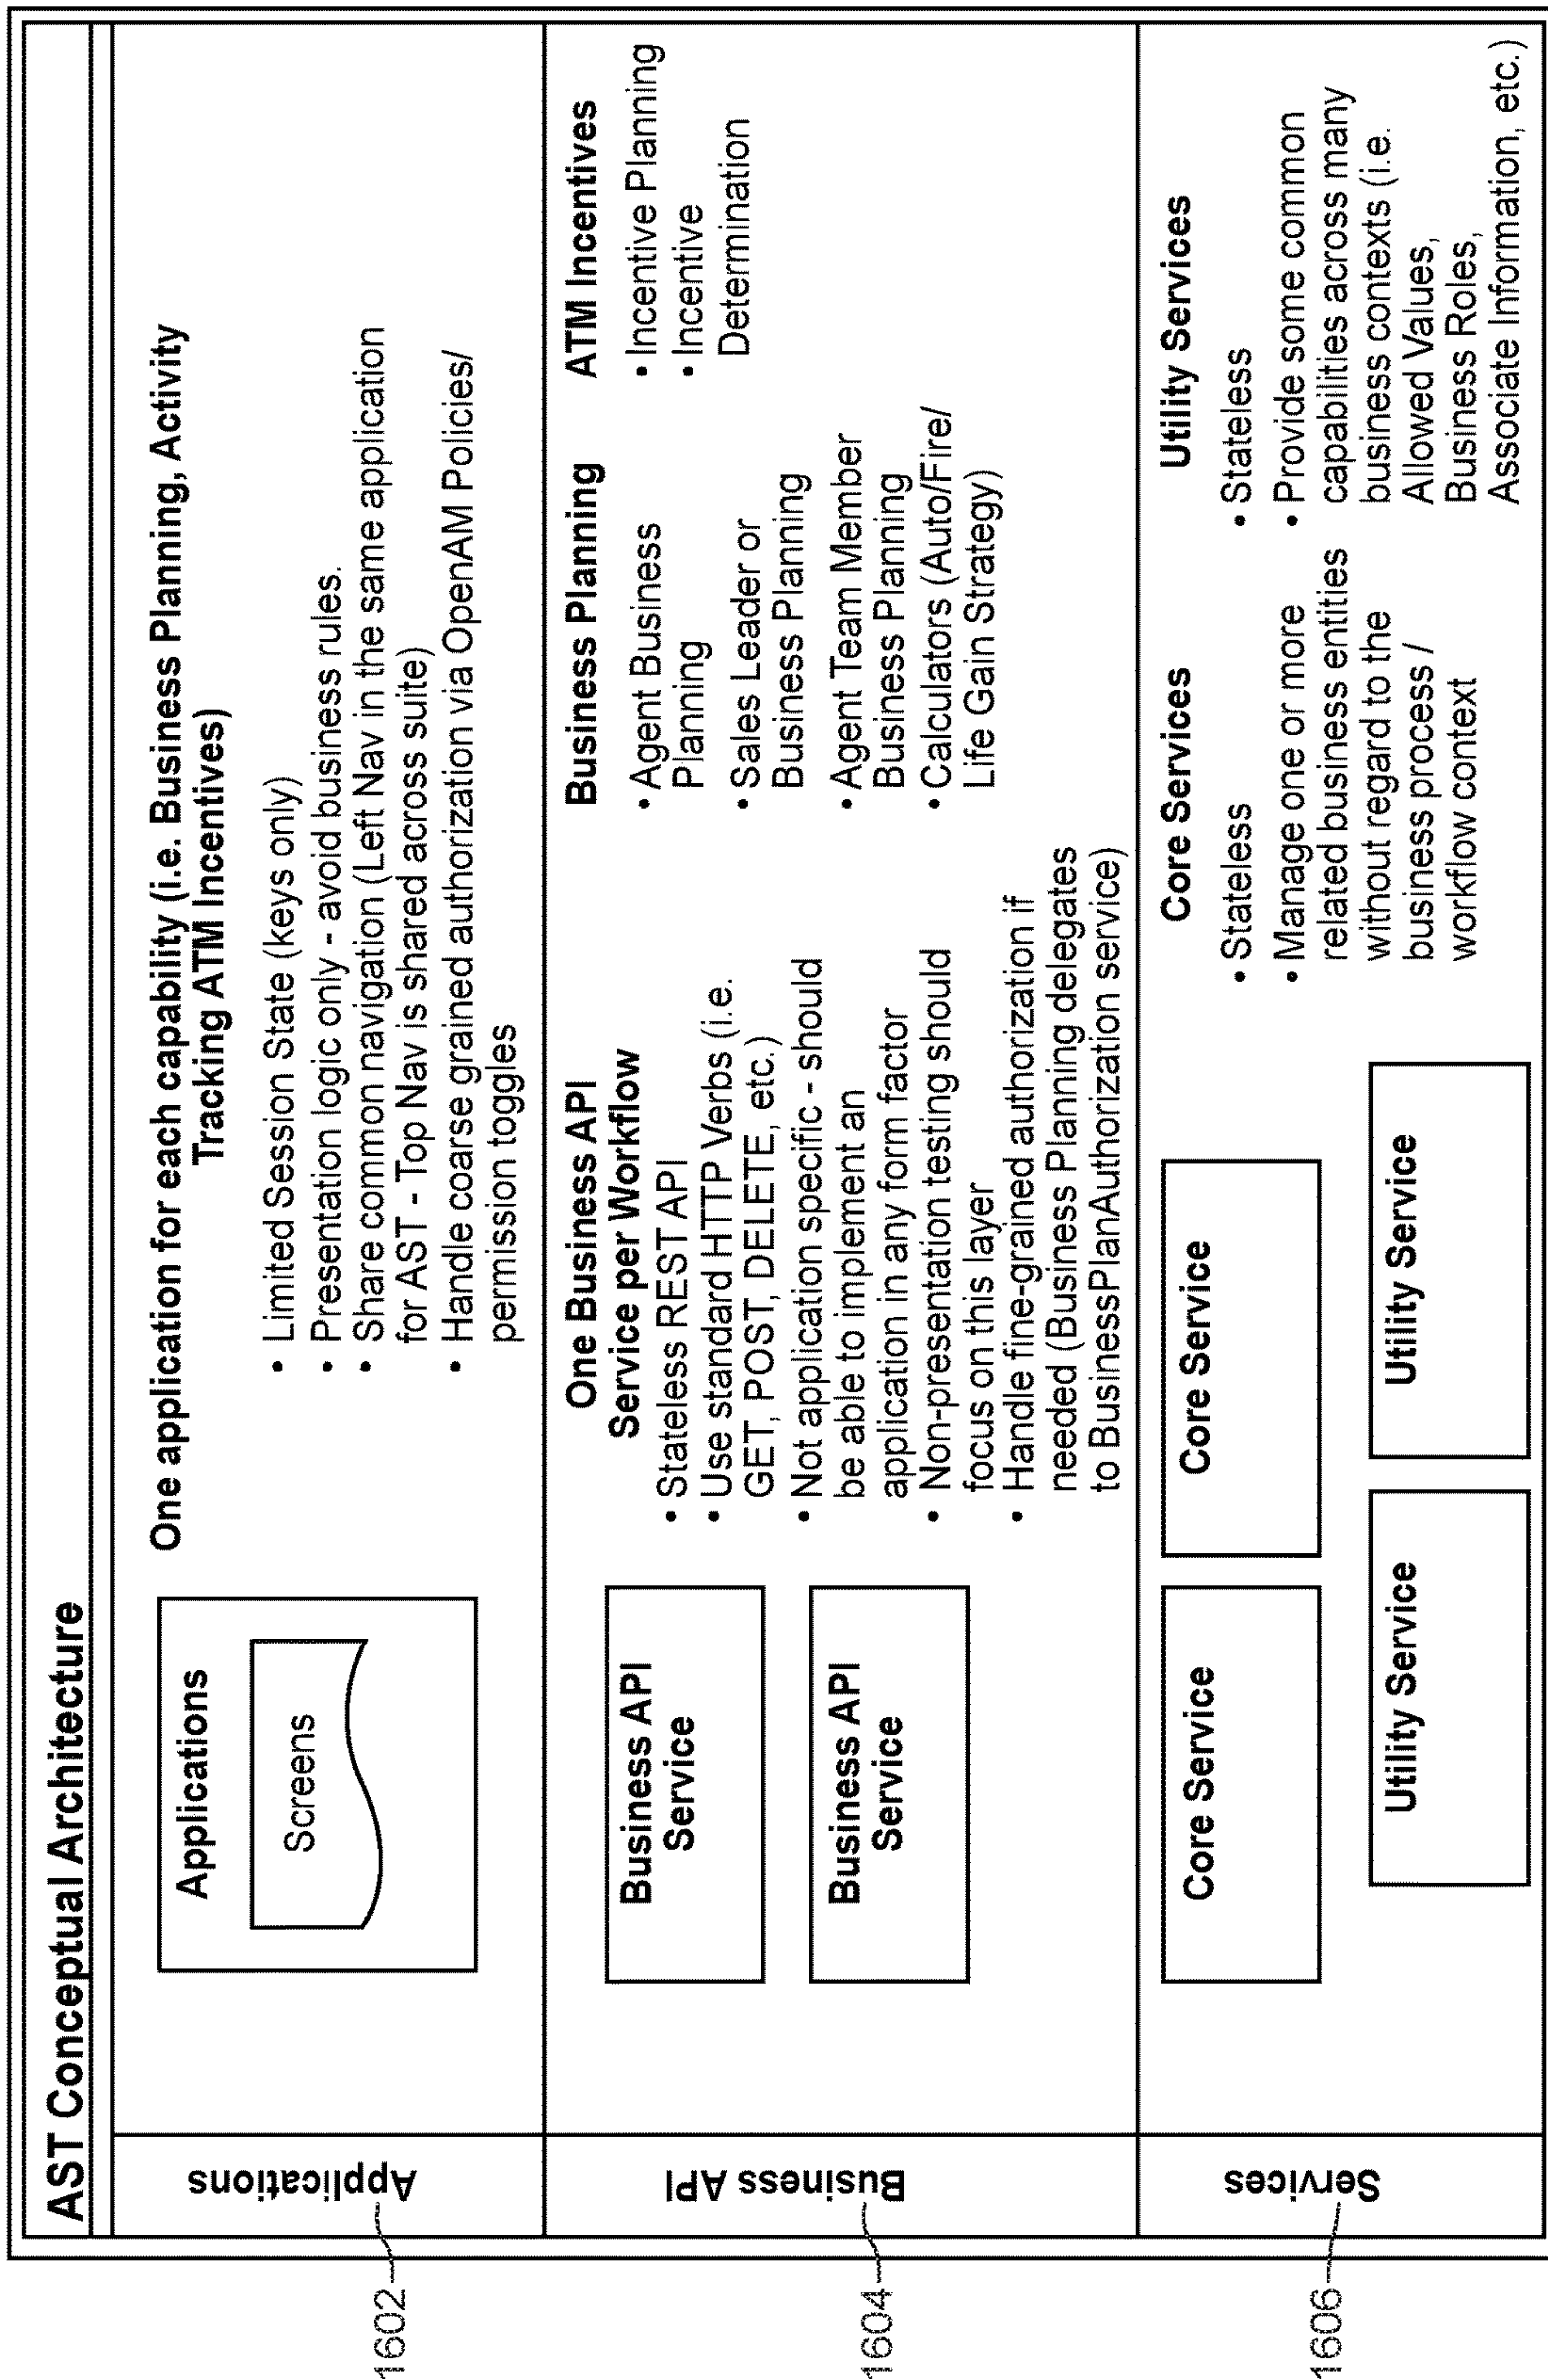 AST Conceptual Architecture
1602
Applications
Applications
Screens
One application for each capability (i.e. Business Planning, Activity
Tracking ATM Incentives)
• Limited Session State (keys only)
• Presentation logic only - avoid business rules.
• Share common navigation (Left Nav in the same application
for AST - Top Nav is shared across suite)
• Handle coarse grained authorization via OpenAM Policies/
permission toggles
1604
Business API
Business API
Service
Business API
Service
One Business API
Service per Workflow
• Stateless REST API
• Use standard HTTP Verbs (i.e.
GET, POST, DELETE, etc.)
• Not application specific - should
be able to implement an
application in any form factor
• Non-presentation testing should
focus on this layer
• Handle fine-grained authorization if
needed (Business Planning delegates
to BusinessPlanAuthorization service)
Business Planning
• Agent Business
Planning
• Sales Leader or
Business Planning
• Agent Team Member
Business Planning
• Calculators (Auto/Fire/
Life Gain Strategy)
ATM Incentives
• Incentive Planning
• Incentive
Determination
1606
Services
Core Service
Core Service
Utility Service
Utility Service
Core Services
• Stateless
• Manage one or more
related business entities
without regard to the
business process /
workflow context
Utility Services
• Stateless
• Provide some common
capabilities across many
business contexts (i.e.
Allowed Values,
Business Roles,
Associate Information, etc.)